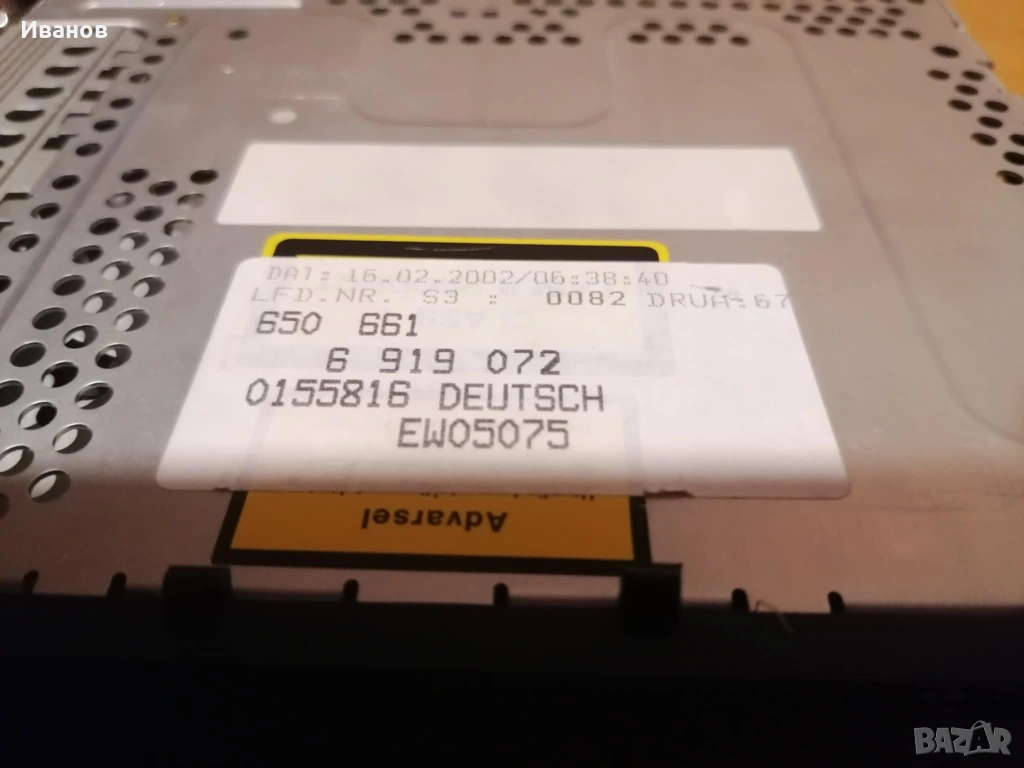 Иванов
DAT: 16.02.2002/06:38:40
LFD.NR. S3 : 0082 DRUH:67
650 661
6 919 072
0155816 DEUTSCH
EW05075
Advarsel
BAZAR